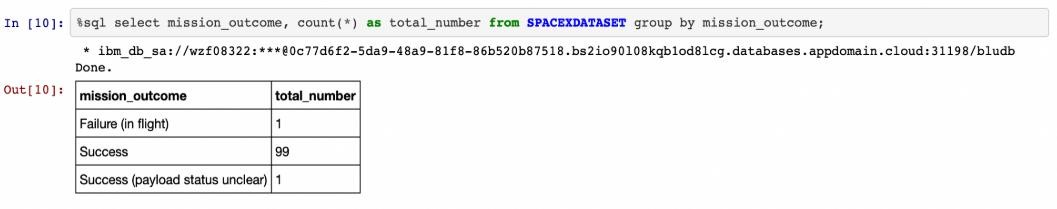 In [10]: %sql select mission_outcome, count(*) as total_number from SPACEXDATASET group by mission_outcome;
* ibm_db_sa://wzf08322:***@0c77d6f2-5da9-48a9-81f8-86b520b87518.bs2io90l08kqb1od8lcg.databases.appdomain.cloud:31198/bludb
Done.
Out[10]: mission_outcome total_number
Failure (in flight) 1
Success 99
Success (payload status unclear) 1